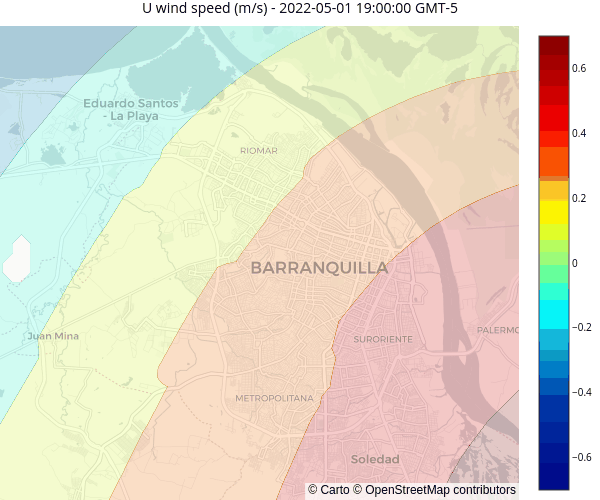 U wind speed (m/s) - 2022-05-01 19:00:00 GMT-5
Eduardo Santos
- La Playa
RIOMAR
BARRANQUILLA
Juan Mina
SURORIENTE
PALERMO
METROPOLITANA
Soledad
© Carto © OpenStreetMap contributors
0.6
0.4
0.2
0
−0.2
−0.4
−0.6